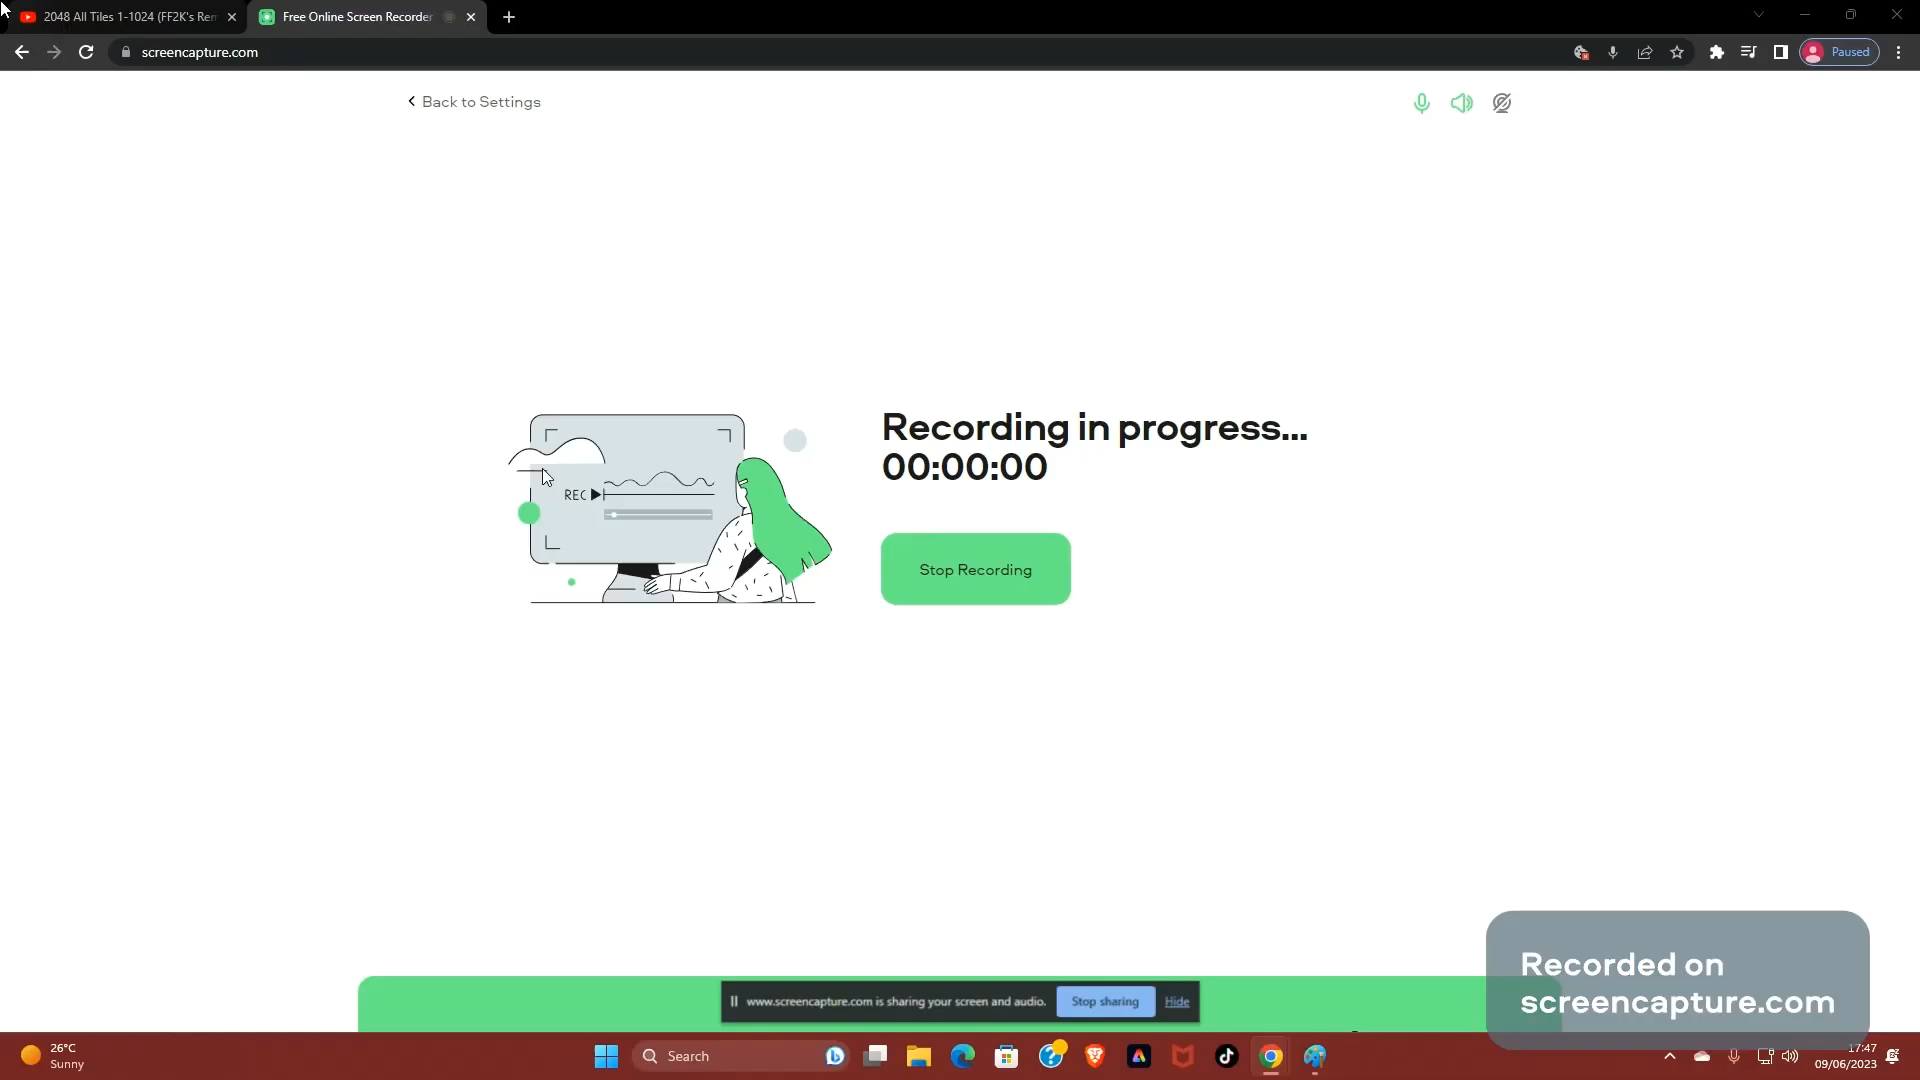 2048 All Tiles 1-1024 (FF2K's Rem
Free Online Screen Recorder
screencapture.com
Paused
Back to Settings
Recording in progress...
00:00:00
REC
Stop Recording
Recorded on
screencapture.com
www.screencapture.com is sharing your screen and audio.
Stop sharing
Hide
26°C
Sunny
Search
17:47
09/06/2023